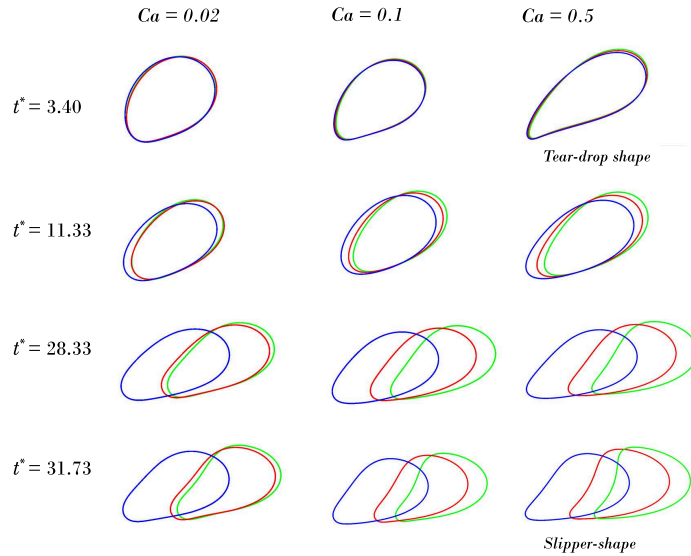 Ca = 0.02 Ca = 0.1 Ca = 0.5
t* = 3.40
Tear-drop shape
t* = 11.33
t* = 28.33
t* = 31.73
Slipper-shape